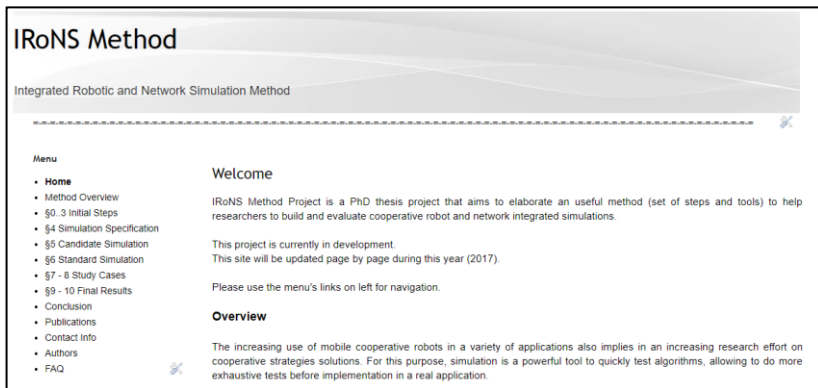 IRoNS Method
Integrated Robotic and Network Simulation Method
Menu
• Home
• Method Overview
• §0..3 Initial Steps
• §4 Simulation Specification
• §5 Candidate Simulation
• §6 Standard Simulation
• §7 - 8 Study Cases
• §9 - 10 Final Results
• Conclusion
• Publications
• Contact Info
• Authors
• FAQ
Welcome
IRoNS Method Project is a PhD thesis project that aims to elaborate an useful method (set of steps and tools) to help
researchers to build and evaluate cooperative robot and network integrated simulations.
This project is currently in development.
This site will be updated page by page during this year (2017).
Please use the menu's links on left for navigation.
Overview
The increasing use of mobile cooperative robots in a variety of applications also implies in an increasing research effort on
cooperative strategies solutions. For this purpose, simulation is a powerful tool to quickly test algorithms, allowing to do more
exhaustive tests before implementation in a real application.